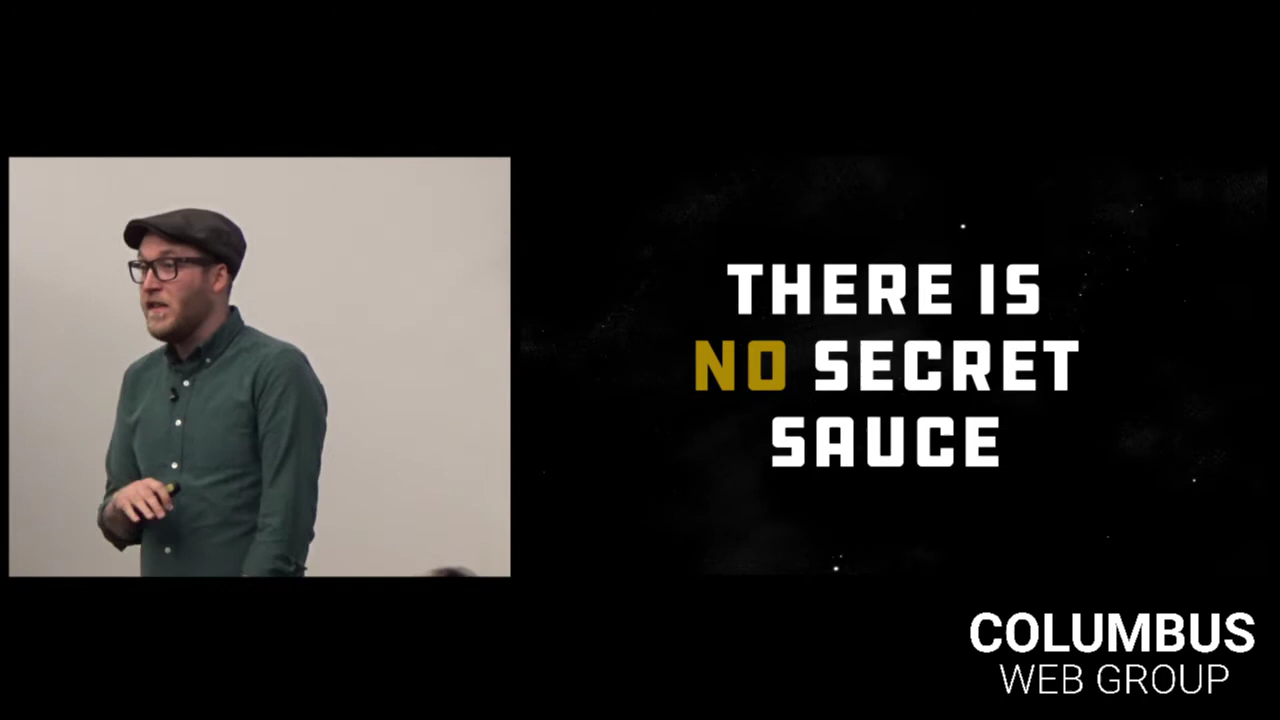 THERE IS
NO SECRET
SAUCE
COLUMBUS
WEB GROUP